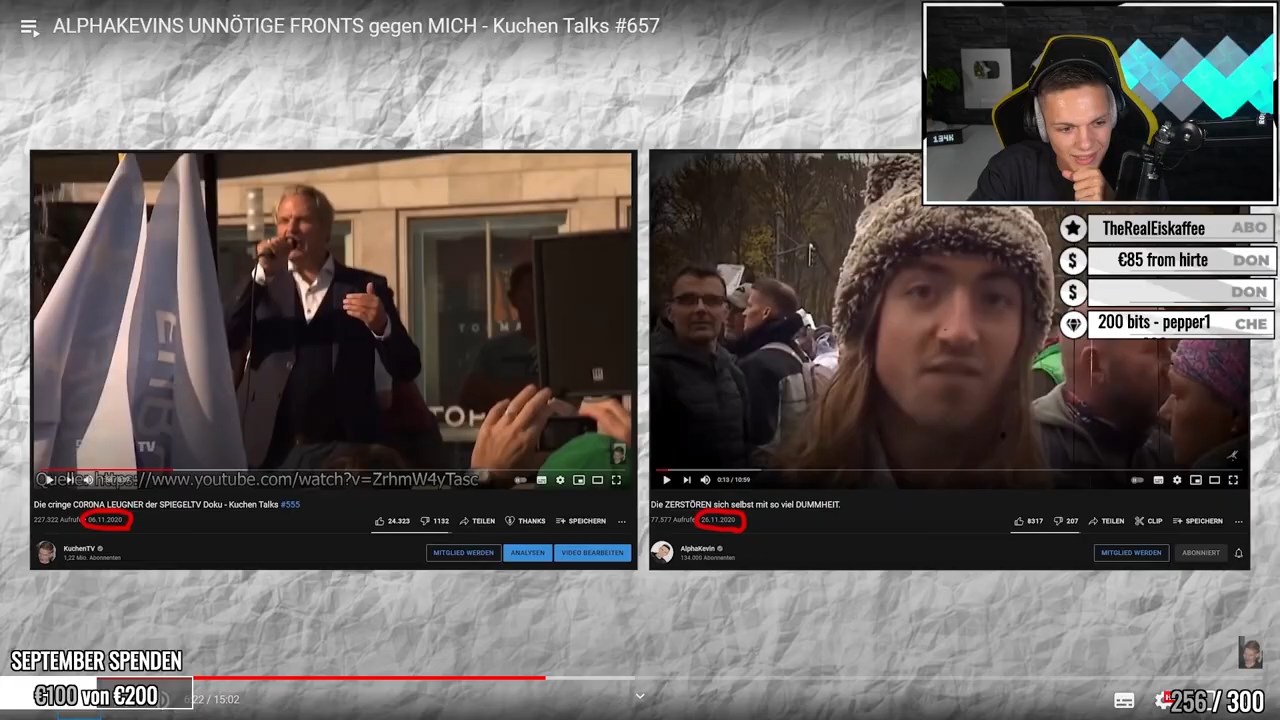 ALPHAKEVINS UNNÖTIGE FRONTS gegen MICH - Kuchen Talks #657
134K
TheRealEiskaffee ABO
€85 from hirte DON
DON
200 bits - pepper1 CHE
TV
Quelle: https://www.youtube.com/watch?v=ZrhmW4yTasc
0:13 / 10:59
Die cringe CORONA LEUGNER der SPIEGELTV Doku - Kuchen Talks #555
227.322 Aufrufe 06.11.2020
24.323 1132 TEILEN THANKS SPEICHERN ...
KuchenTV
1,22 Mio. Abonnenten
MITGLIED WERDEN ANALYSEN VIDEO BEARBEITEN
Die ZERSTÖREN sich selbst mit so viel DUMMHEIT.
77.577 Aufrufe 26.11.2020
8317 207 TEILEN CLIP SPEICHERN ...
AlphaKevin
134.000 Abonnenten
MITGLIED WERDEN ABONNIERT
SEPTEMBER SPENDEN
€100 von €200
6:22 / 15:02
256 / 300